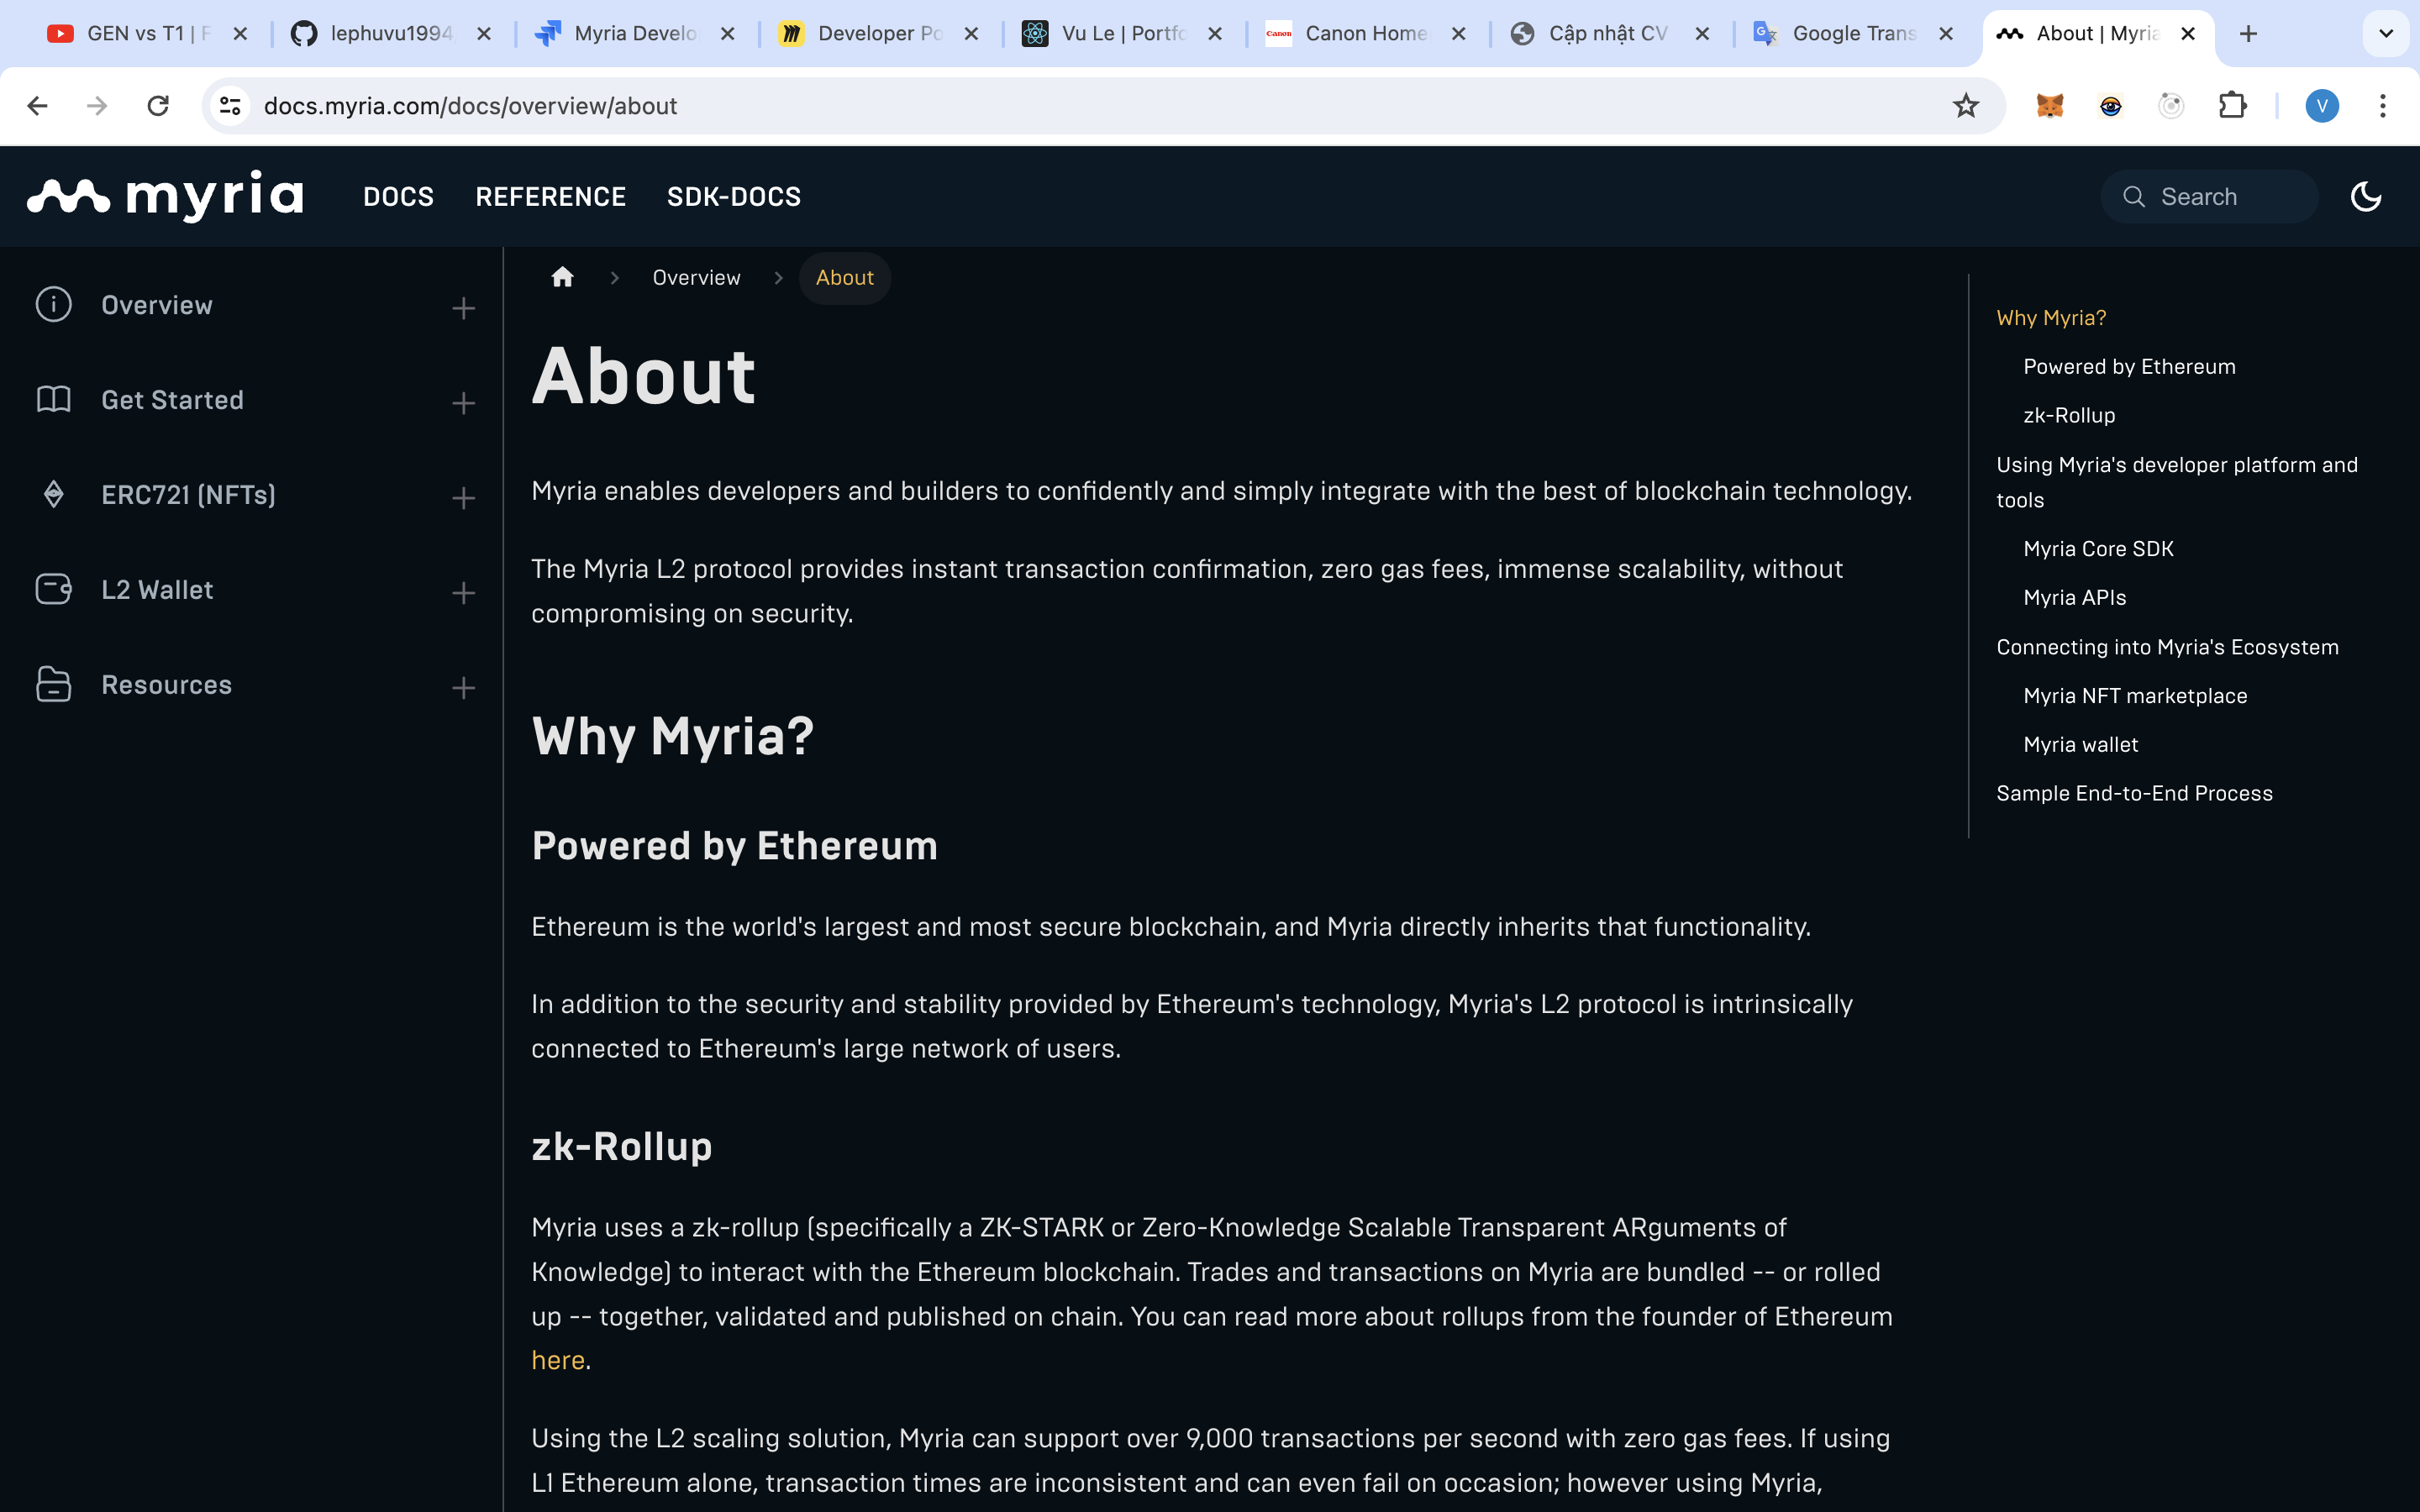 GEN vs T1 | F
lephuvu1994
Myria Develo
Developer Po
Vu Le | Portfo
Canon
Canon Home
Cập nhật CV
Google Trans
About | Myria
docs.myria.com/docs/overview/about
V
myria
DOCS
REFERENCE
SDK-DOCS
Search
Overview
Get Started
ERC721 (NFTs)
L2 Wallet
Resources
Overview
About
About
Myria enables developers and builders to confidently and simply integrate with the best of blockchain technology.
The Myria L2 protocol provides instant transaction confirmation, zero gas fees, immense scalability, without
compromising on security.
Why Myria?
Powered by Ethereum
Ethereum is the world's largest and most secure blockchain, and Myria directly inherits that functionality.
In addition to the security and stability provided by Ethereum's technology, Myria's L2 protocol is intrinsically
connected to Ethereum's large network of users.
zk-Rollup
Myria uses a zk-rollup (specifically a ZK-STARK or Zero-Knowledge Scalable Transparent ARguments of
Knowledge) to interact with the Ethereum blockchain. Trades and transactions on Myria are bundled -- or rolled
up -- together, validated and published on chain. You can read more about rollups from the founder of Ethereum
here.
Using the L2 scaling solution, Myria can support over 9,000 transactions per second with zero gas fees. If using
L1 Ethereum alone, transaction times are inconsistent and can even fail on occasion; however using Myria,
Why Myria?
Powered by Ethereum
zk-Rollup
Using Myria's developer platform and
tools
Myria Core SDK
Myria APIs
Connecting into Myria's Ecosystem
Myria NFT marketplace
Myria wallet
Sample End-to-End Process